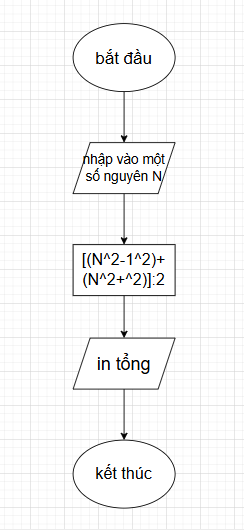 bắt đầu
nhập vào một
số nguyên N
[(N^2-1^2)+
(N^2+^2)]:2
in tổng
kết thúc